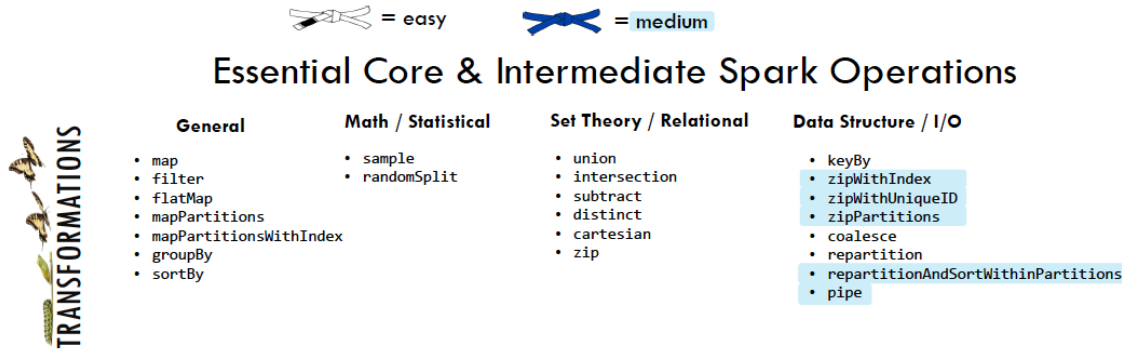 = easy
= medium
Essential Core & Intermediate Spark Operations
TRANSFORMATIONS
General
• map
• filter
• flatMap
• mapPartitions
• mapPartitionsWithIndex
• groupBy
• sortBy
Math / Statistical
• sample
• randomSplit
Set Theory / Relational
• union
• intersection
• subtract
• distinct
• cartesian
• zip
Data Structure / I/O
• keyBy
• zipWithIndex
• zipWithUniqueID
• zipPartitions
• coalesce
• repartition
• repartitionAndSortWithinPartitions
• pipe